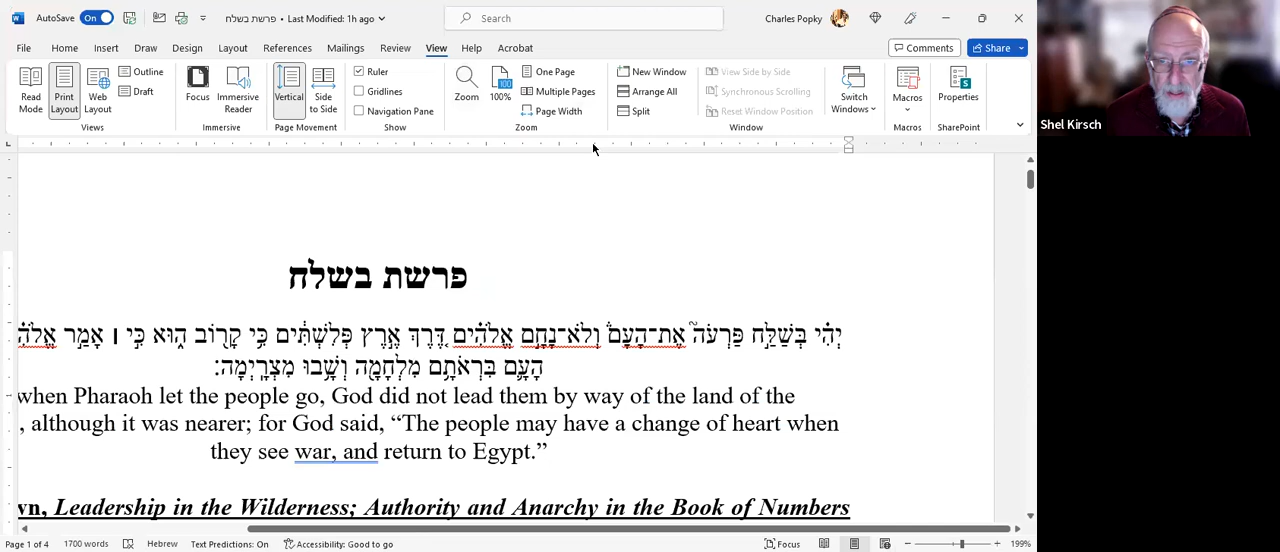 AutoSave On פרשת בשלח • Last Modified: 1h ago Search Charles Popky
File Home Insert Draw Design Layout References Mailings Review View Help Acrobat Comments Share
Read Mode
Print Layout
Web Layout
Outline
Draft
Views
Focus
Immersive Reader
Immersive
Vertical
Side to Side
Page Movement
Ruler
Gridlines
Navigation Pane
Show
Zoom
100
100%
One Page
Multiple Pages
Page Width
Zoom
New Window
Arrange All
Split
View Side by Side
Synchronous Scrolling
Reset Window Position
Switch Windows
Window
Macros
Macros
Properties
SharePoint
Shel Kirsch
פרשת בשלח
יְהִ֗י בְּשַׁלַּ֣ח פַּרְעֹה֮ אֶת־הָעָם֒ וְלֹא־נָחָ֣ם אֱלֹהִ֗ים דֶּ֚רֶךְ אֶ֣רֶץ פְּלִשְׁתִּ֔ים כִּ֥י קָר֖וֹב ה֑וּא כִּ֣י ׀ אָמַ֣ר
הָעָ֛ם בִּרְאֹתָ֥ם מִלְחָמָ֖ה וְשָׁ֥בוּ מִצְרָֽיְמָה׃
when Pharaoh let the people go, God did not lead them by way of the land of the
, although it was nearer; for God said, “The people may have a change of heart when
they see war, and return to Egypt.”
wn, Leadership in the Wilderness; Authority and Anarchy in the Book of Numbers
Page 1 of 4 1700 words Hebrew Text Predictions: On Accessibility: Good to go Focus 199%